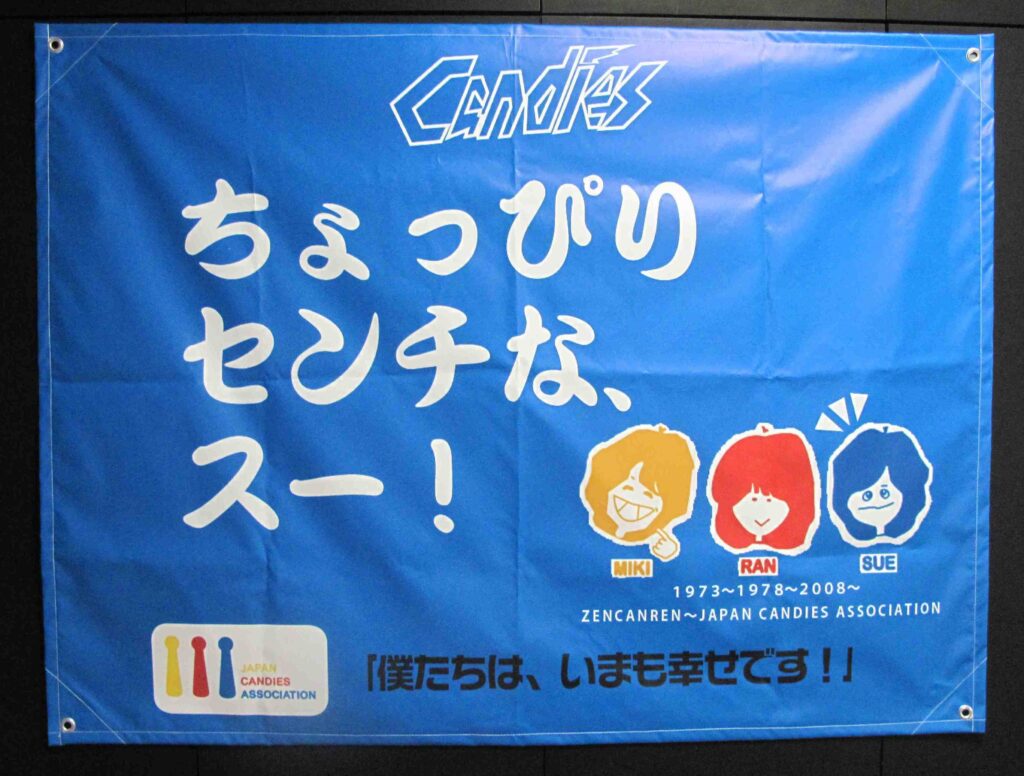 Candies
ちょっぴり
センチな、
スー!
MIKI RAN SUE
1973~1978~2008~
ZENCANREN~JAPAN CANDIES ASSOCIATION
JAPAN
CANDIES
ASSOCIATION
「僕たちは、いまも幸せです!」